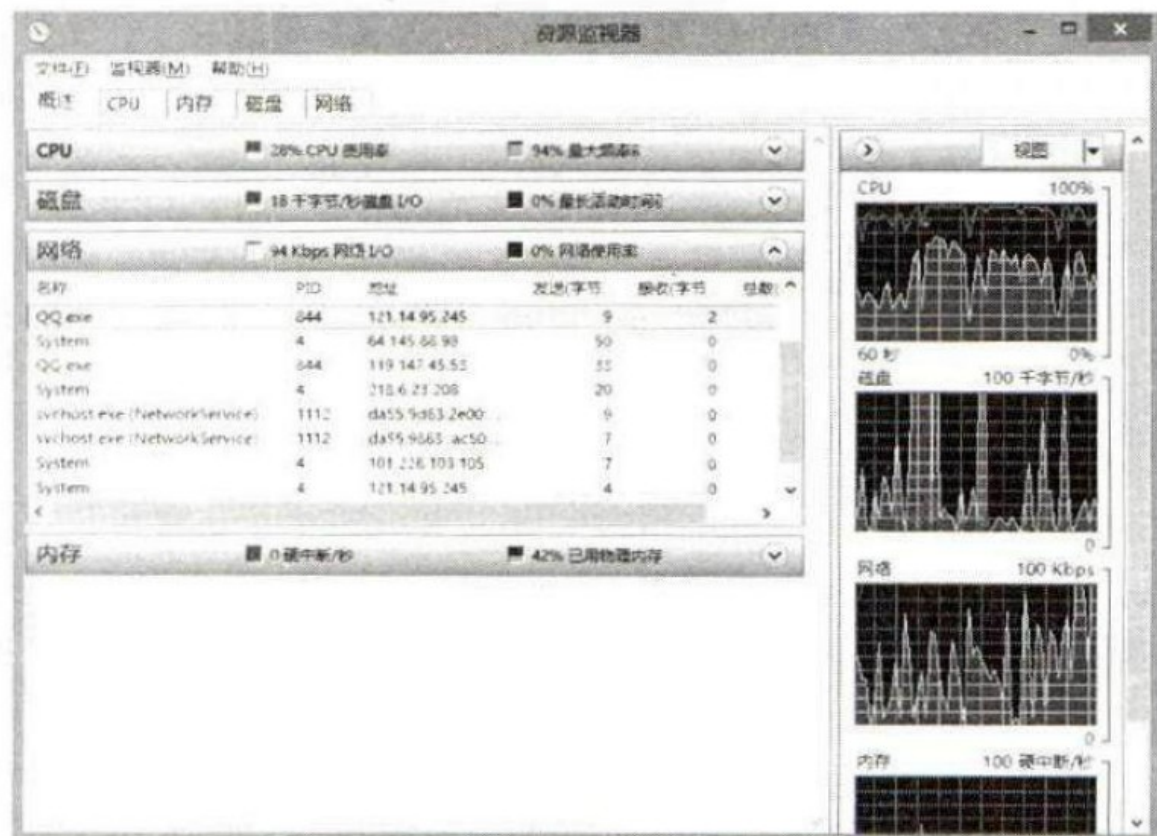 资源监视器
文件(F) 监视器(M) 帮助(H)
概述 CPU 内存 磁盘 网络
CPU 28% CPU 使用率 94% 最大频率
磁盘 18 千字节/秒磁盘 I/O 0% 最长活动时间
网络 94 Kbps 网络 I/O 0% 网络使用率
名称 PID 地址 发送(字节 接收(字节 总数(
QQ.exe 844 121.14.95.245 9 2
System 4 64.145.88.98 50 0
QQ.exe 844 119.147.45.53 0
System 4 218.6.23.208 20 0
svchost.exe (NetworkService) 1112 9 0
svchost.exe (NetworkService) 1112 7 0
System 4 101.226.103.105 7 0
System 4 121.14.95.245 4 0
内存 0 硬中断/秒 42% 已用物理内存
视图
CPU 100%
60 秒 0%
磁盘 100 千字节/秒
0
网络 100 Kbps
0
内存 100 硬中断/秒